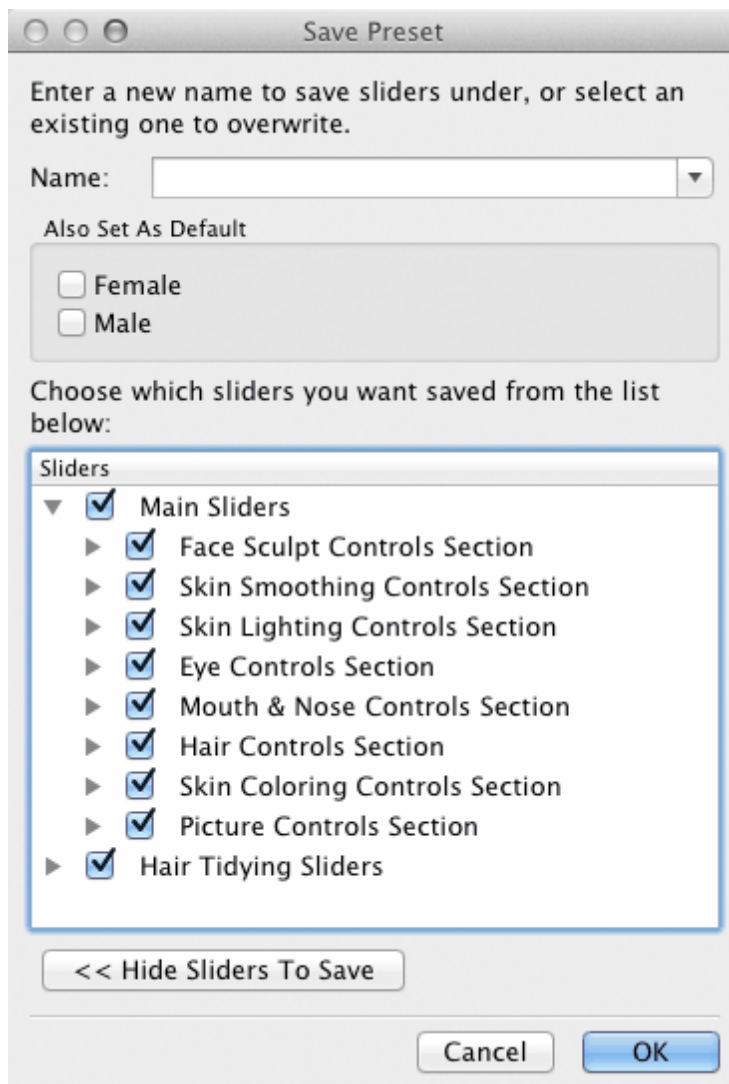 Save Preset
Enter a new name to save sliders under, or select an
existing one to overwrite.
Name:
Also Set As Default
Female
Male
Choose which sliders you want saved from the list
below:
Sliders
Main Sliders
Face Sculpt Controls Section
Skin Smoothing Controls Section
Skin Lighting Controls Section
Eye Controls Section
Mouth & Nose Controls Section
Hair Controls Section
Skin Coloring Controls Section
Picture Controls Section
Hair Tidying Sliders
<< Hide Sliders To Save
Cancel OK